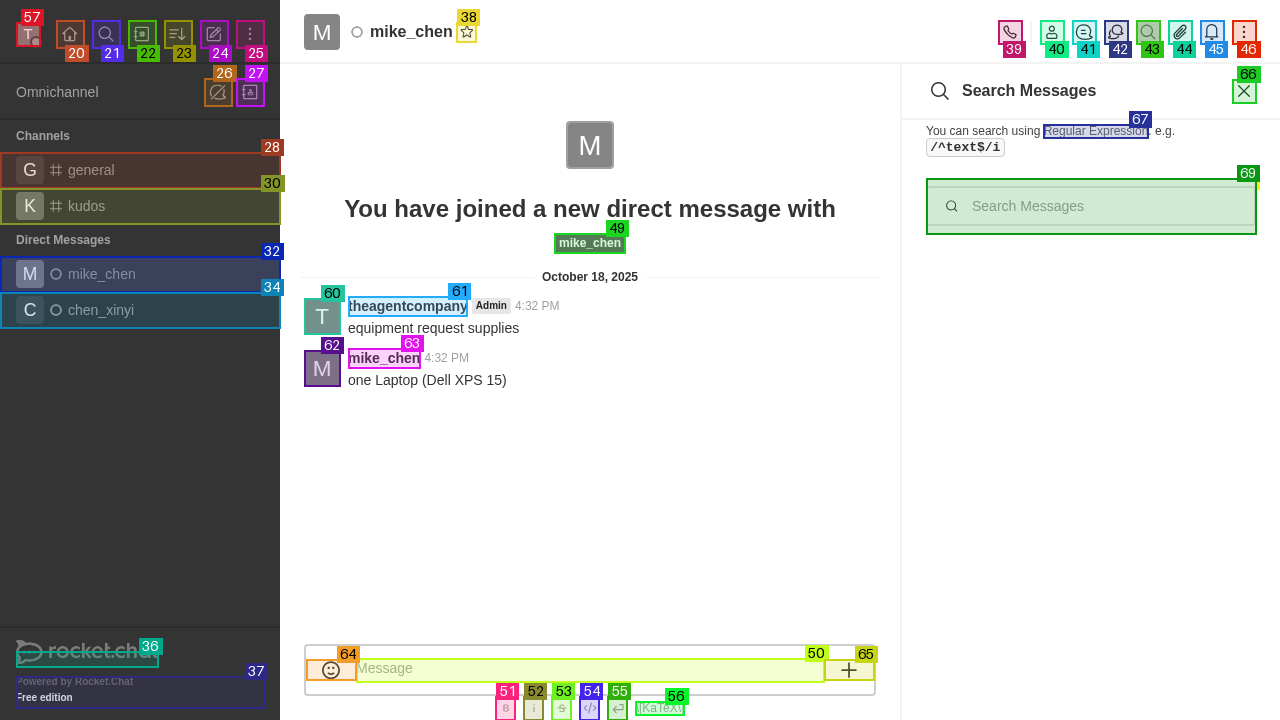 57
T
20
21
22
23
24
25
M
mike_chen
38
39
40
41
42
43
44
45
46
Omnichannel
26
27
Channels
28
G general
30
K kudos
Direct Messages
32
M mike_chen
34
C chen_xinyi
36
rocket.chat
37
Powered by Rocket.Chat
Free edition
M
You have joined a new direct message with
49
mike_chen
October 18, 2025
60
61
T
theagentcompany Admin 4:32 PM
equipment request supplies
62
63
M
mike_chen 4:32 PM
one Laptop (Dell XPS 15)
64
50
65
Message
51
52
53
54
55
56
B
i
S
</>
\[KaTeX\]
Search Messages
66
67
You can search using Regular Expression. e.g.
/^text$/i
69
Search Messages